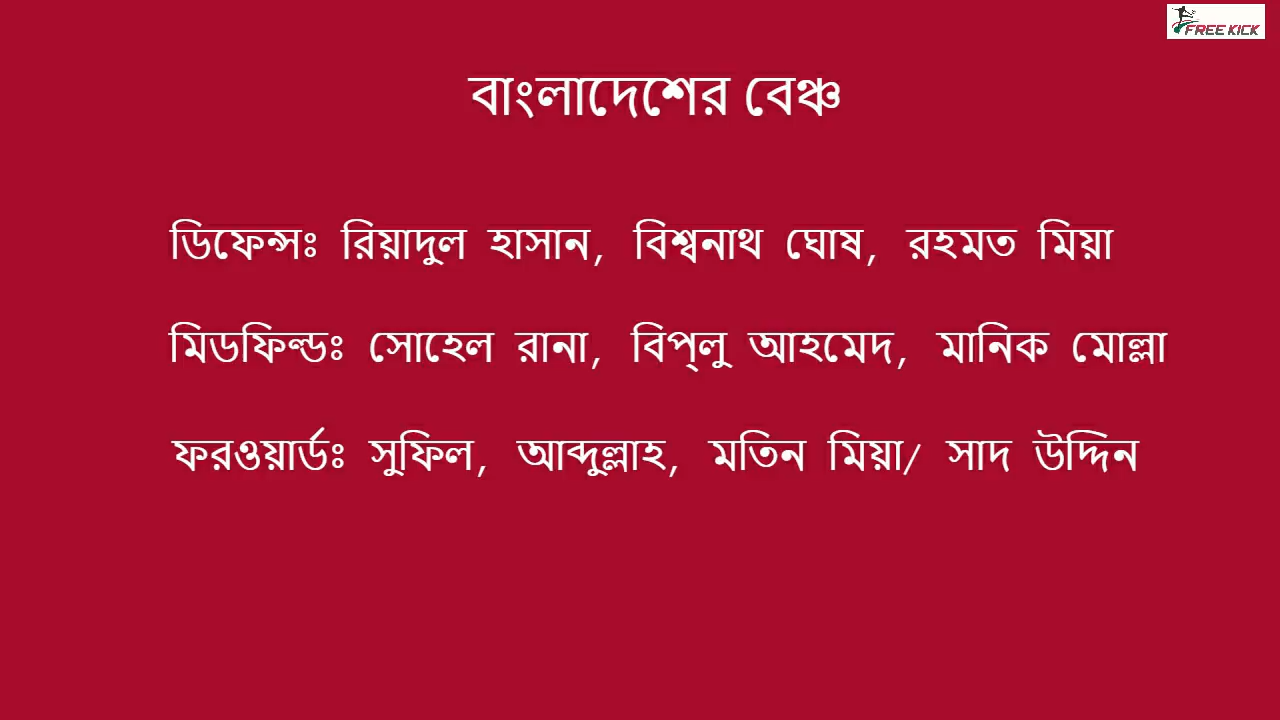 FREE KICK
বাংলাদেশের বেঞ্চ
ডিফেন্সঃ রিয়াদুল হাসান, বিশ্বনাথ ঘোষ, রহমত মিয়া
মিডফিল্ডঃ সোহেল রানা, বিপ্‌লু আহমেদ, মানিক মোল্লা
ফরওয়ার্ডঃ সুফিল, আব্দুল্লাহ, মতিন মিয়া/ সাদ উদ্দিন